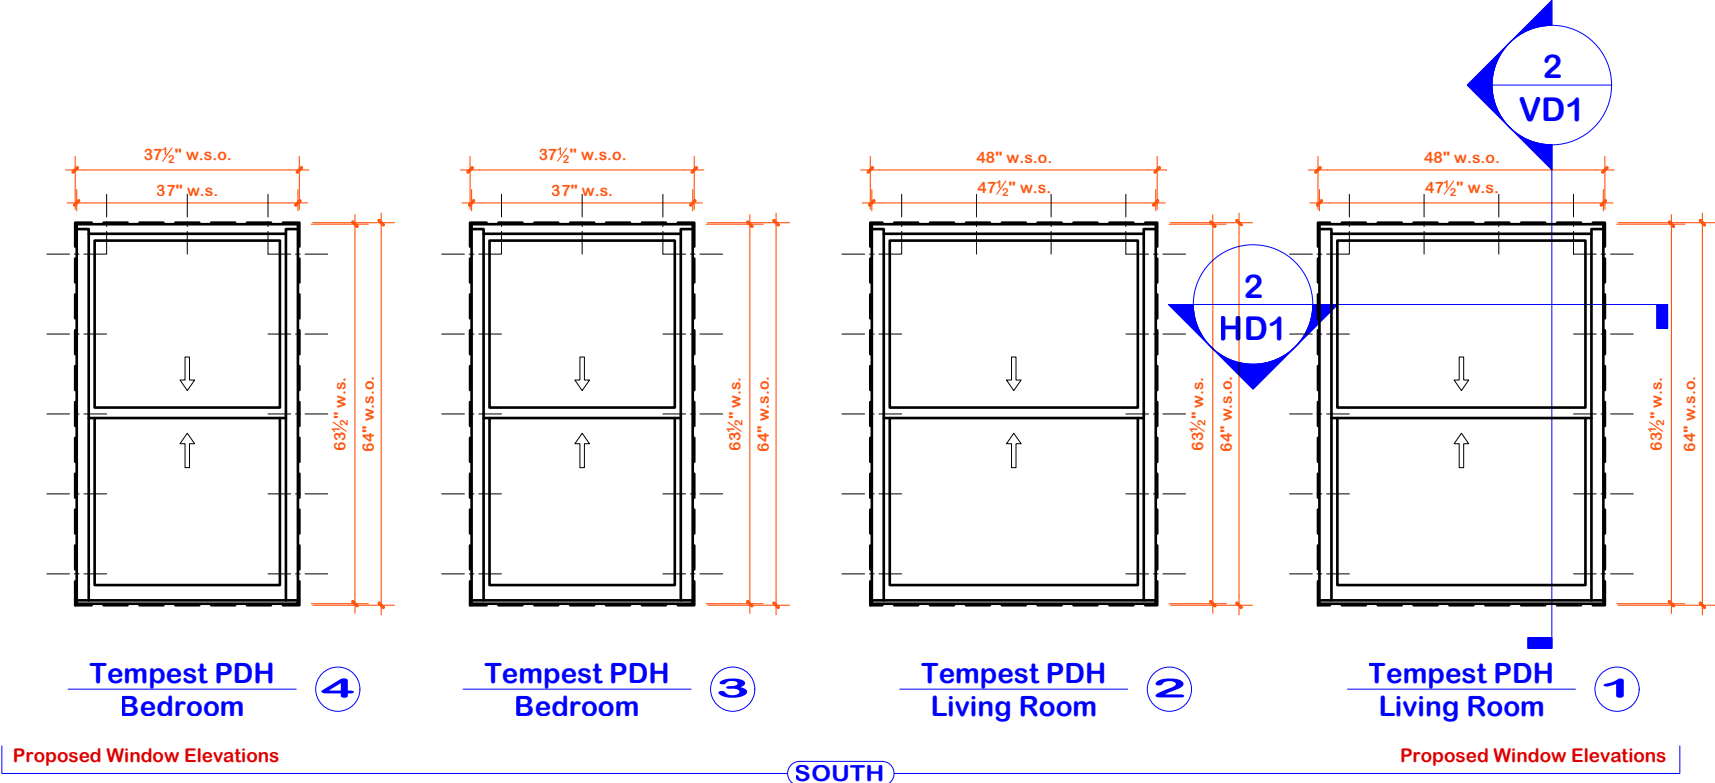 2
VD1
37½" w.s.o.
37" w.s.
37½" w.s.o.
37" w.s.
48" w.s.o.
47½" w.s.
48" w.s.o.
47½" w.s.
2
HD1
63½" w.s.
64" w.s.o.
63½" w.s.
64" w.s.o.
63½" w.s.
64" w.s.o.
63½" w.s.
64" w.s.o.
Tempest PDH
Bedroom
4
Tempest PDH
Bedroom
3
Tempest PDH
Living Room
2
Tempest PDH
Living Room
1
Proposed Window Elevations
Proposed Window Elevations
SOUTH